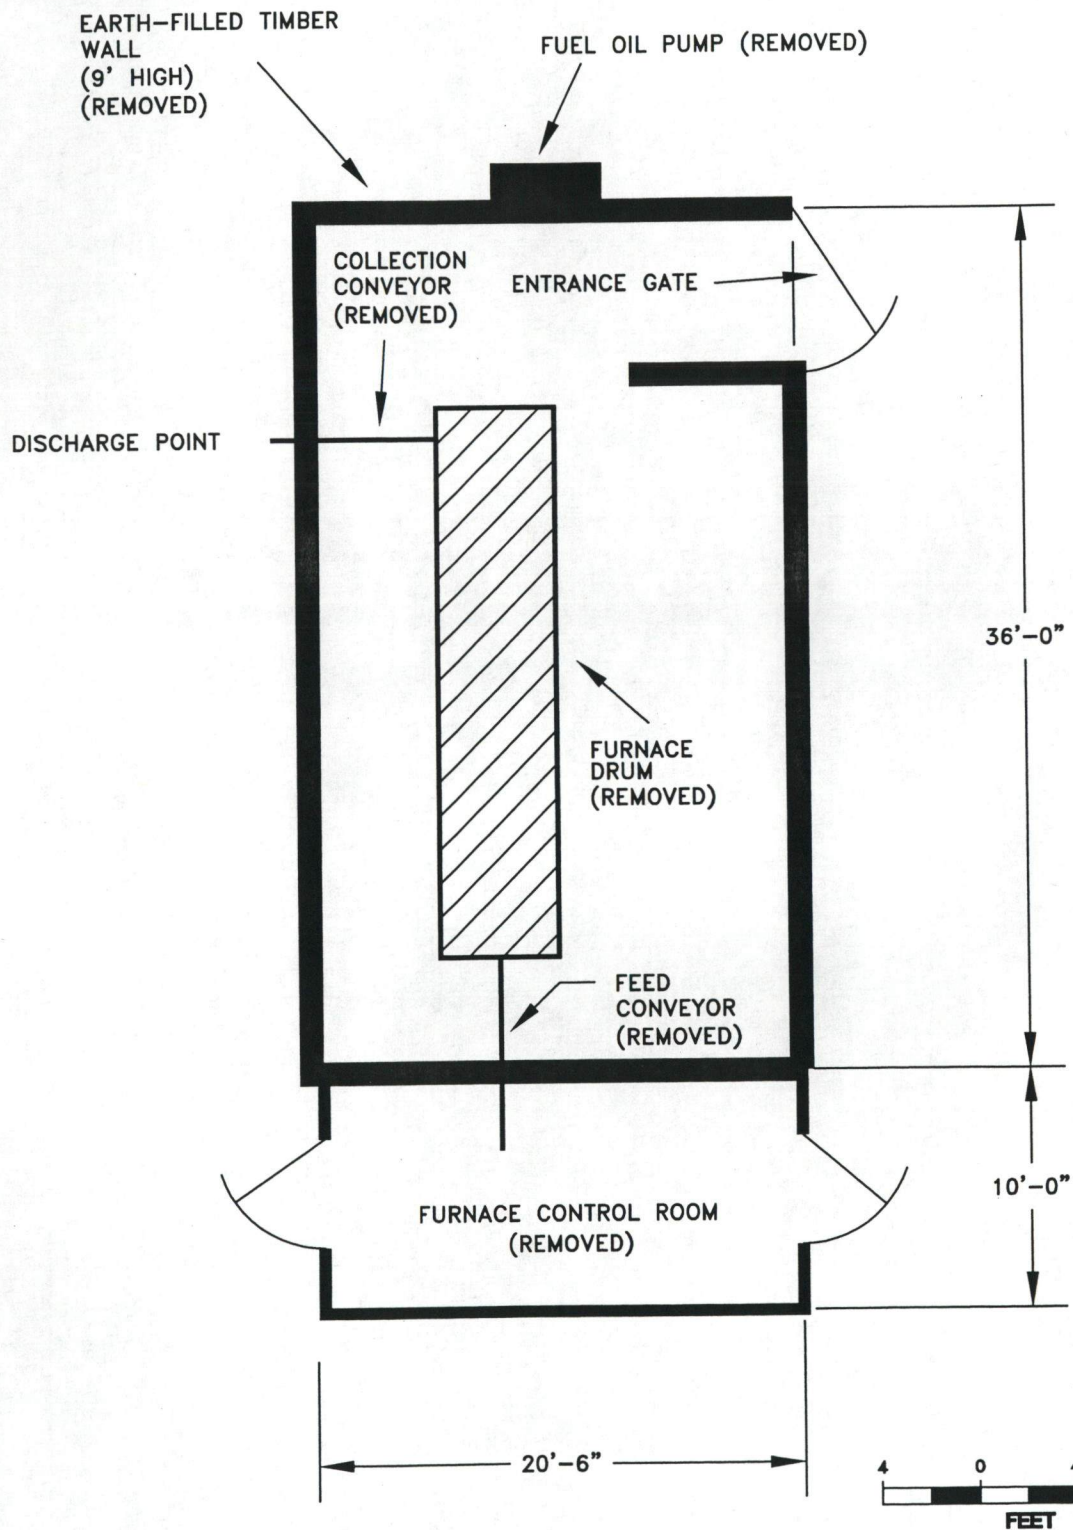 EARTH–FILLED TIMBER
WALL
(9' HIGH)
(REMOVED)
FUEL OIL PUMP (REMOVED)
COLLECTION
CONVEYOR
(REMOVED)
ENTRANCE GATE
DISCHARGE POINT
36'–0"
FURNACE
DRUM
(REMOVED)
FEED
CONVEYOR
(REMOVED)
10'–0"
FURNACE CONTROL ROOM
(REMOVED)
20'–6"
4 0
FEET